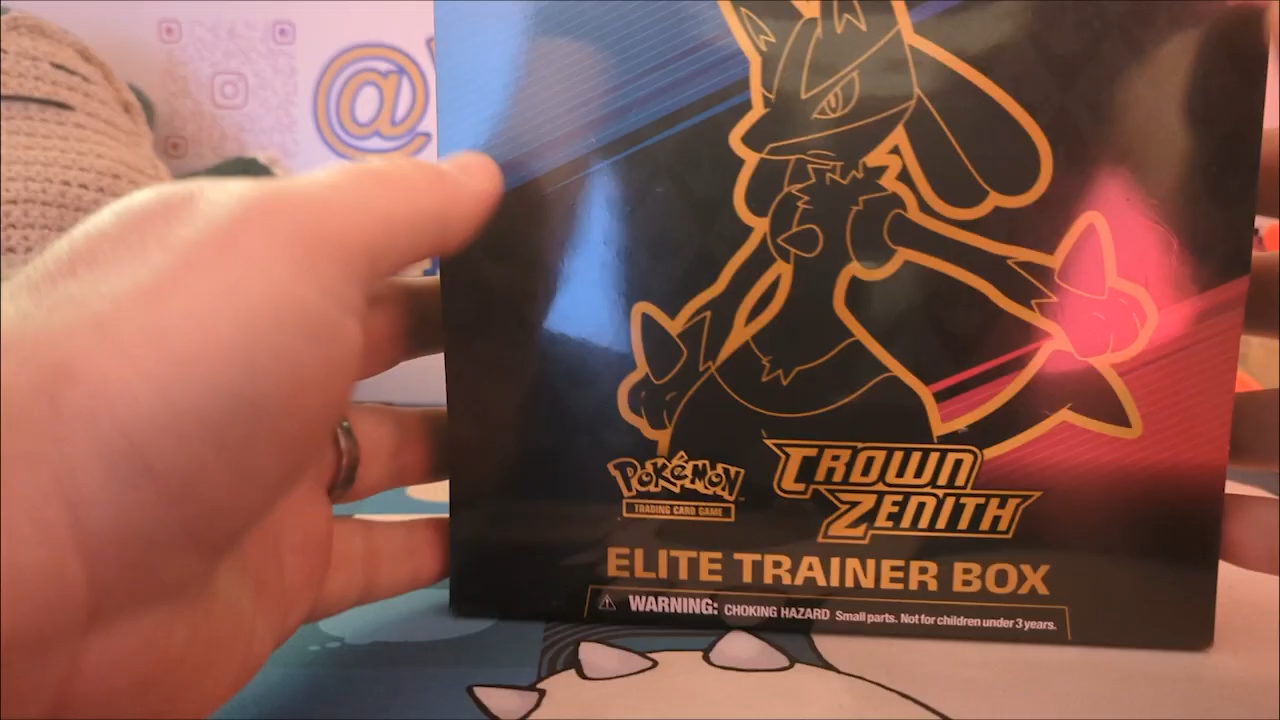 @
POKéMON
TRADING CARD GAME
CROWN
ZENITH
ELITE TRAINER BOX
WARNING: CHOKING HAZARD Small parts. Not for children under 3 years.